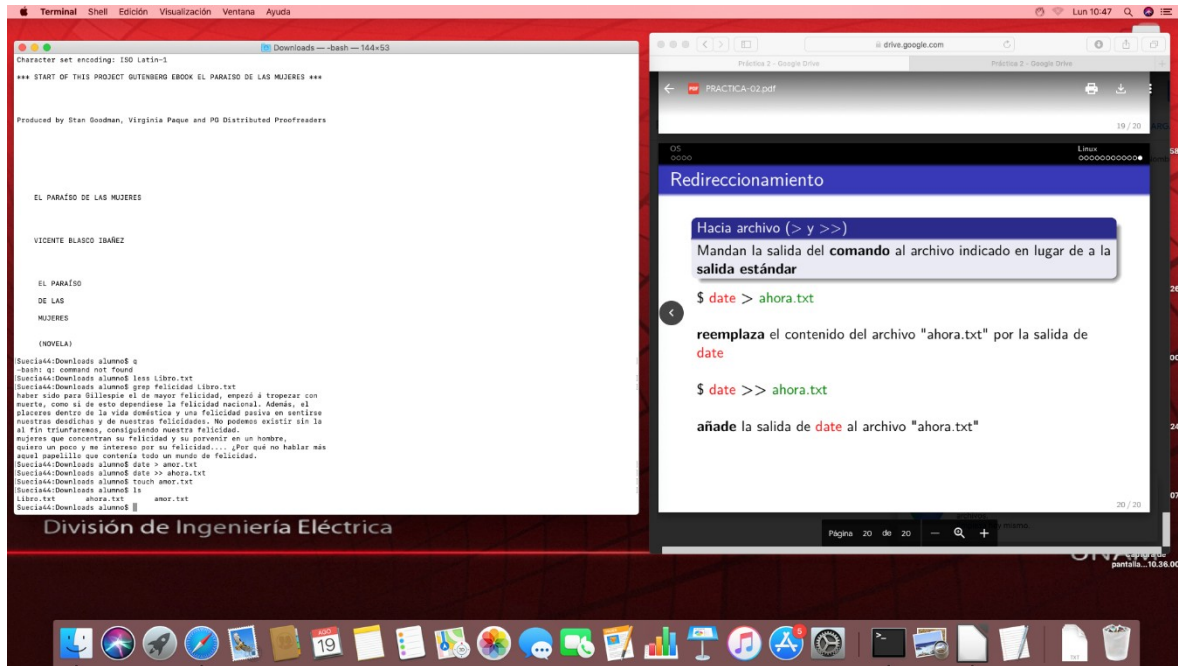 Terminal Shell Edición Visualización Ventana Ayuda
Lun 10:47
Downloads — -bash — 144×53
Character set encoding: ISO Latin-1
*** START OF THIS PROJECT GUTENBERG EBOOK EL PARAISO DE LAS MUJERES ***
Produced by Stan Goodman, Virginia Paque and PG Distributed Proofreaders
EL PARAÍSO DE LAS MUJERES
VICENTE BLASCO IBAÑEZ
EL PARAÍSO
DE LAS
MUJERES
(NOVELA)
Suecia44:Downloads alumno$ q
-bash: q: command not found
Suecia44:Downloads alumno$ less Libro.txt
Suecia44:Downloads alumno$ grep felicidad Libro.txt
haber sido para Gillespie el de mayor felicidad, empezó á tropezar con
muerte, como si de esto dependiese la felicidad nacional. Además, el
placeres dentro de la vida doméstica y una felicidad pasiva en sentirse
nuestras desdichas y de nuestras felicidades. No podemos existir sin la
al fin triunfaremos, consiguiendo nuestra felicidad.
mujeres que concentran su felicidad y su porvenir en un hombre,
quiero un poco y me intereso por su felicidad.... ¿Por qué no hablar más
aquel papelillo que contenía todo un mundo de felicidad.
Suecia44:Downloads alumno$ date > amor.txt
Suecia44:Downloads alumno$ date >> ahora.txt
Suecia44:Downloads alumno$ touch amor.txt
Suecia44:Downloads alumno$ ls
Libro.txt ahora.txt amor.txt
Suecia44:Downloads alumno$
División de Ingeniería Eléctrica
drive.google.com
Práctica 2 - Google Drive Práctica 2 - Google Drive
PDF PRACTICA-02.pdf
19 / 20
OS Linux
Redireccionamiento
Hacia archivo (> y >>)
Mandan la salida del comando al archivo indicado en lugar de a la
salida estándar
$ date > ahora.txt
reemplaza el contenido del archivo "ahora.txt" por la salida de
date
$ date >> ahora.txt
añade la salida de date al archivo "ahora.txt"
20 / 20
Página 20 de 20
UNAM
pantalla...10.36.00
AGO
19
5
TXT